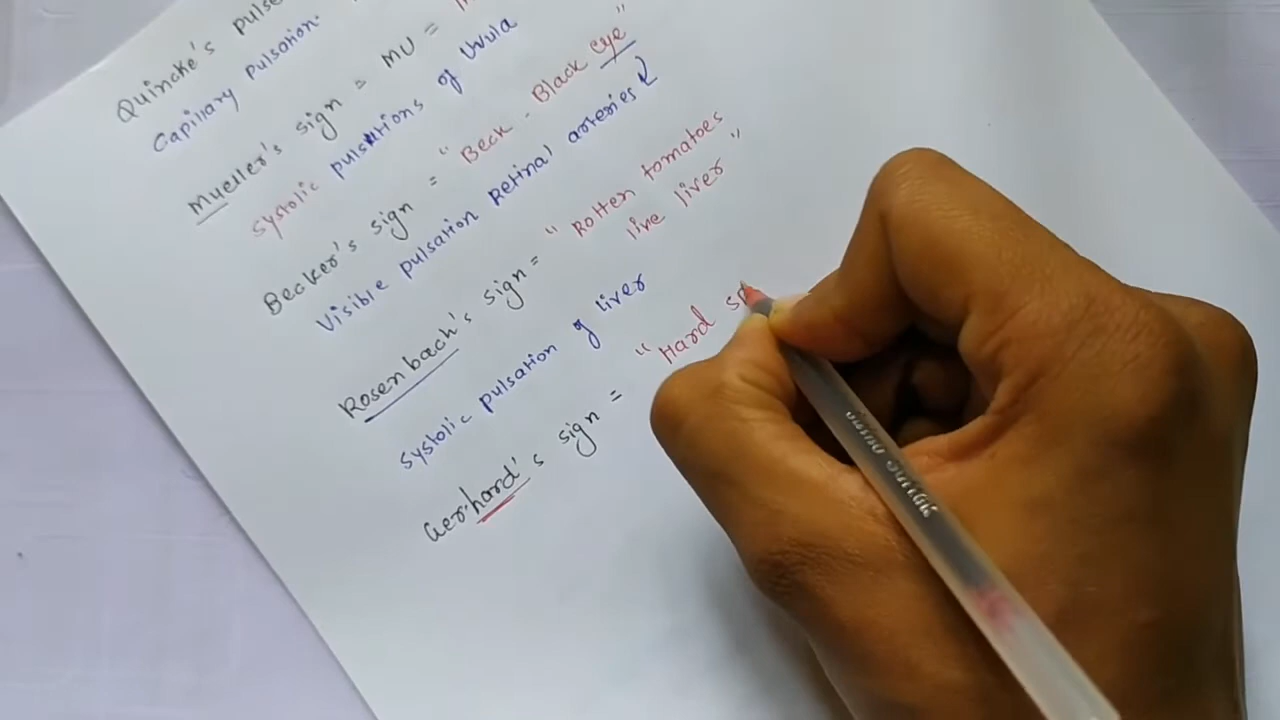 Quincke's pulse
Capillary pulsation.
Mueller's sign = MU =
Systolic pulsations of Uvula
Becker's sign = "Beck - Black eye"
Visible pulsation Retinal arteries
Rosenbach's sign = "Rotten tomatoes
live liver"
Systolic pulsation of liver
Gerhard's sign = "Hard sp